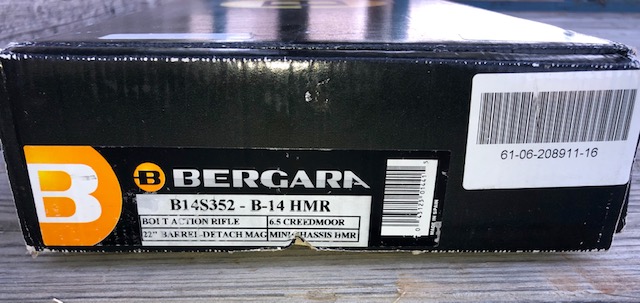 61-06-208911-16
B
B BERGARA
B14S352 - B-14 HMR
BOLT ACTION RIFLE 6.5 CREEDMOOR
22" BARREL-DETACH MAG MINI-CHASSIS HMR